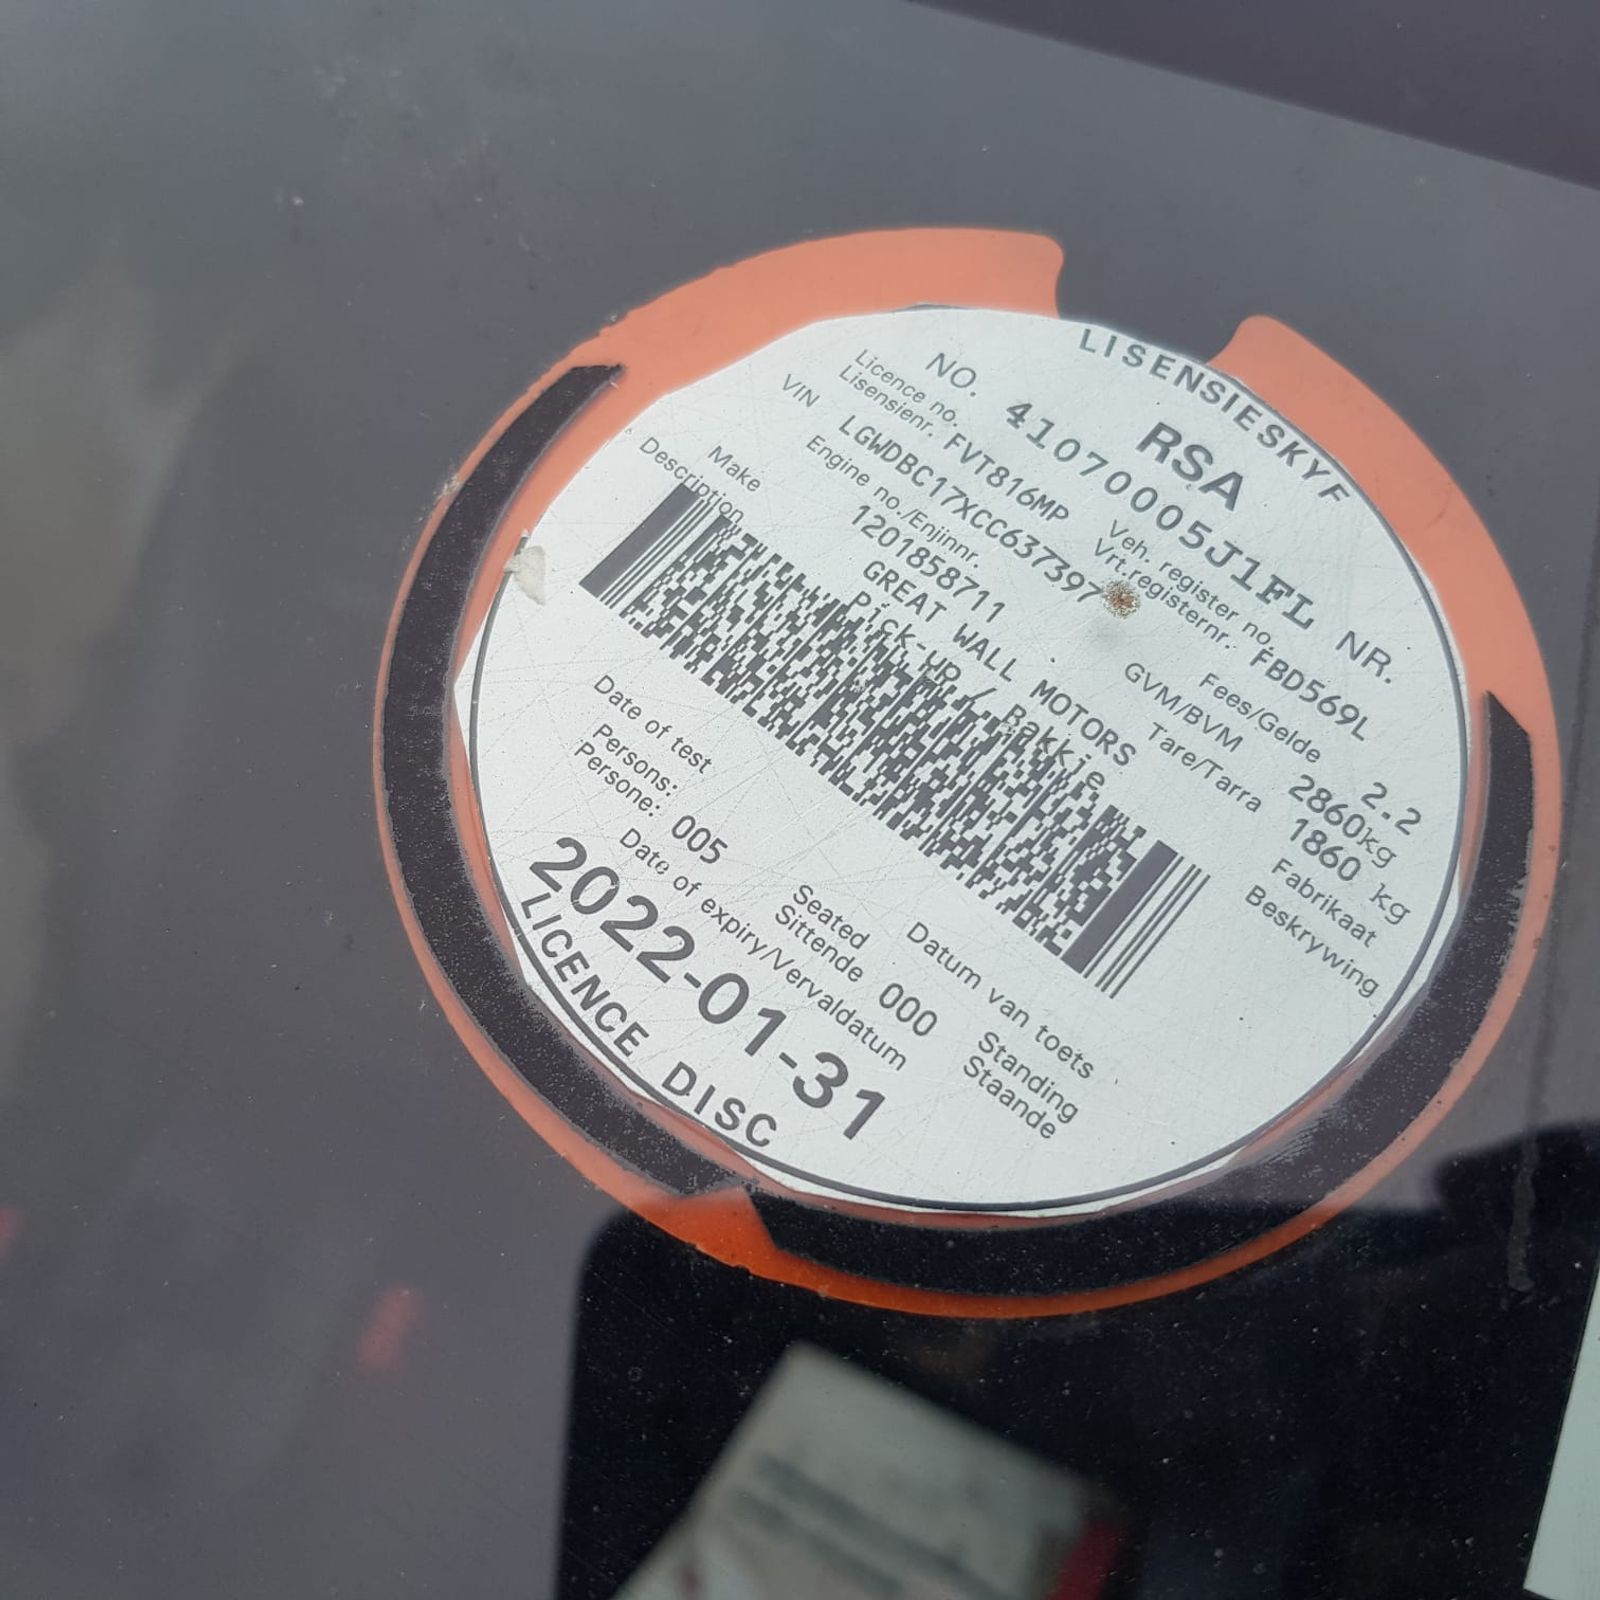 LISENSIESKYF
RSA
NO. 41070005J1FL NR.
Licence no. Veh. register no.
Lisensienr. FVT816MP Vrt.registernr. FBD569L
VIN LGWDBC17XCC637397 Fees/Gelde 2.2
Engine no./Enjinnr. GVM/BVM 2860kg
1201858711 Tare/Tarra 1860 kg
Make GREAT WALL MOTORS Fabrikaat
Description Pick-up / Bakkie Beskrywing
Date of test Datum van toets
Persons: Seated Standing
Persone: 005 Sittende 000 Staande
Date of expiry/Vervaldatum
2022-01-31
LICENCE DISC